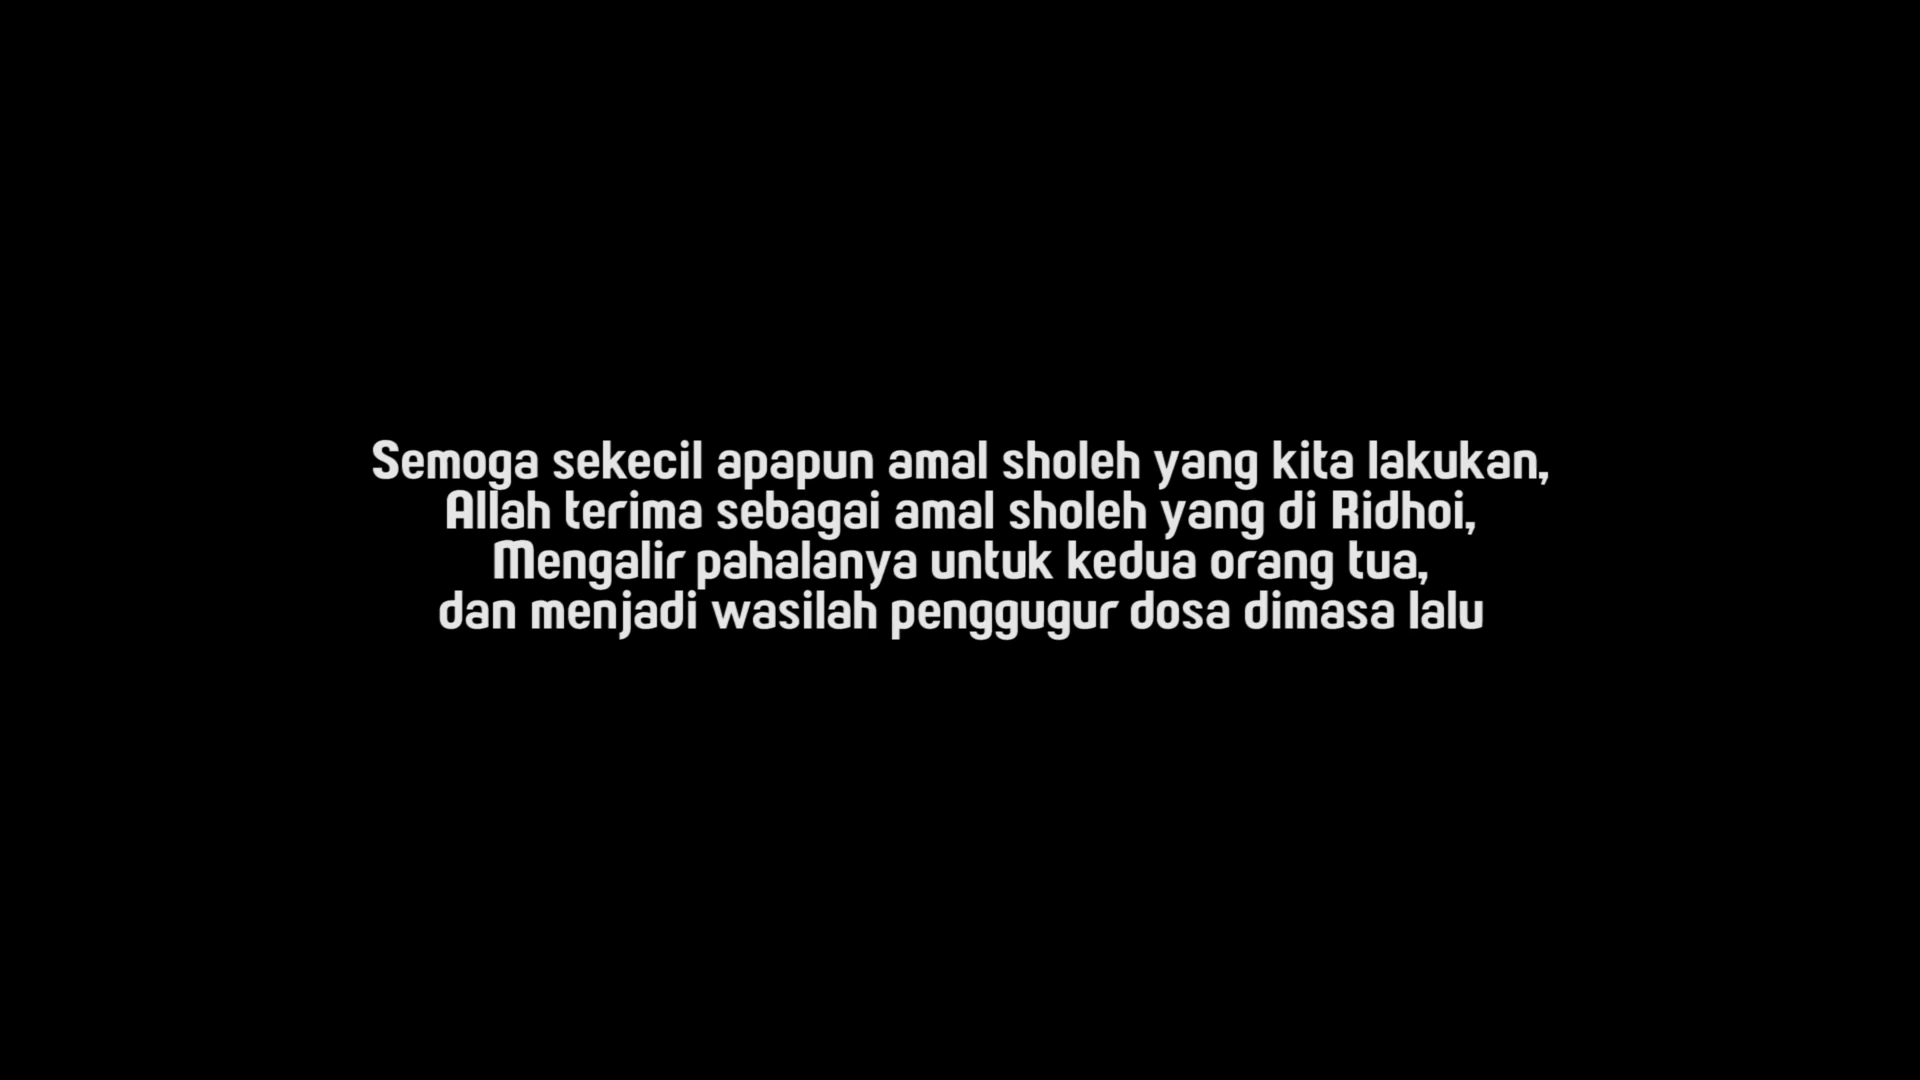 Semoga sekecil apapun amal sholeh yang kita lakukan,
Allah terima sebagai amal sholeh yang di Ridhoi,
Mengalir pahalanya untuk kedua orang tua,
dan menjadi wasilah penggugur dosa dimasa lalu